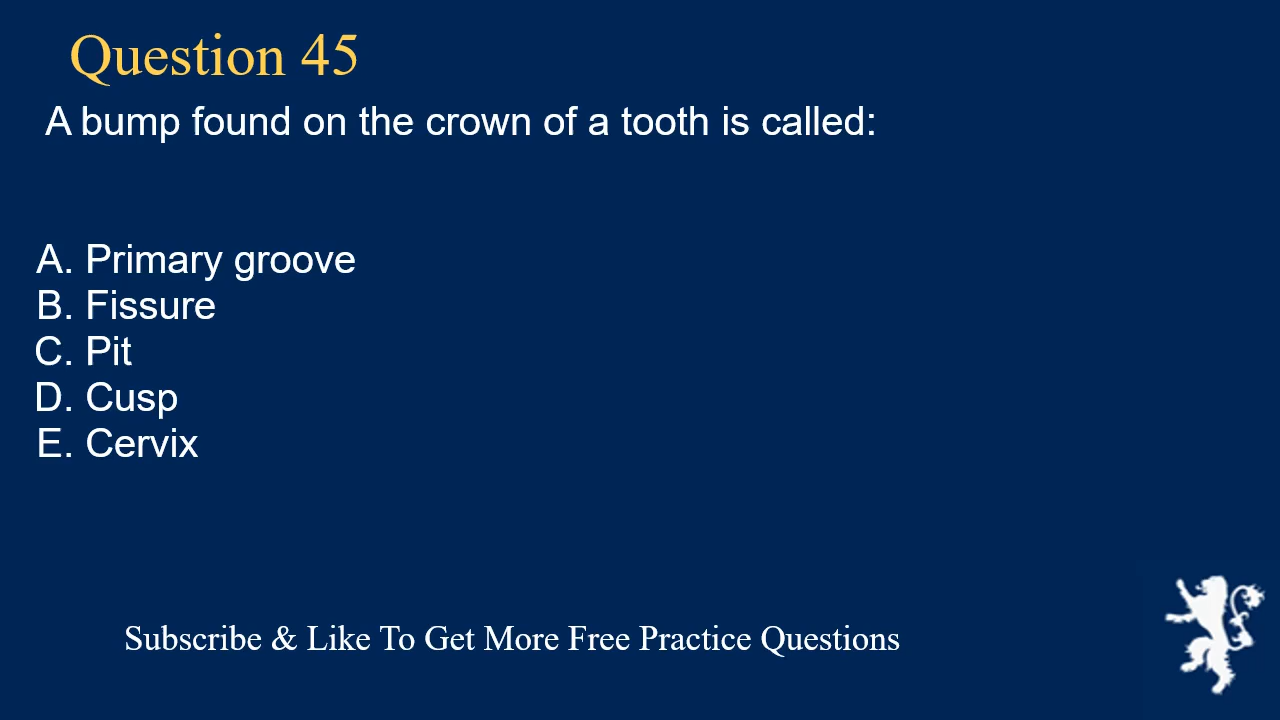 Question 45
A bump found on the crown of a tooth is called:
A. Primary groove
B. Fissure
C. Pit
D. Cusp
E. Cervix
Subscribe & Like To Get More Free Practice Questions